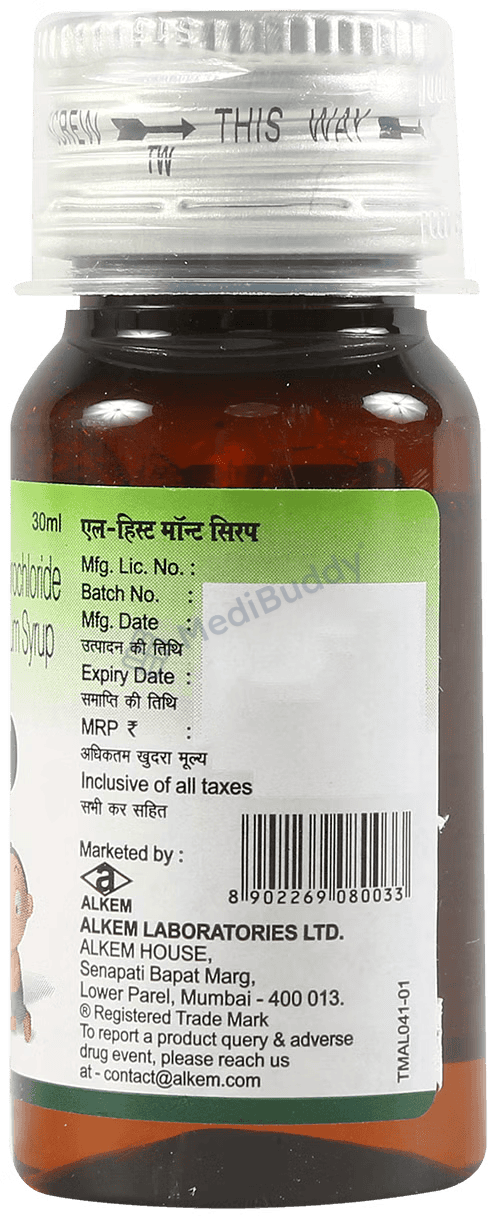 CREW THIS WAY
TW
30ml
एल-हिस्ट मॉन्ट सिरप
ochloride
um Syrup
Mfg. Lic. No. :
Batch No. :
Mfg. Date :
उत्पादन की तिथि
Expiry Date :
समाप्ति की तिथि
MRP ₹ :
अधिकतम खुदरा मूल्य
Inclusive of all taxes
सभी कर सहित
MediBuddy
Marketed by :
a
ALKEM
8 902269 080033
ALKEM LABORATORIES LTD.
ALKEM HOUSE,
Senapati Bapat Marg,
Lower Parel, Mumbai - 400 013.
® Registered Trade Mark
To report a product query & adverse
drug event, please reach us
at - contact@alkem.com
TMAL041-01